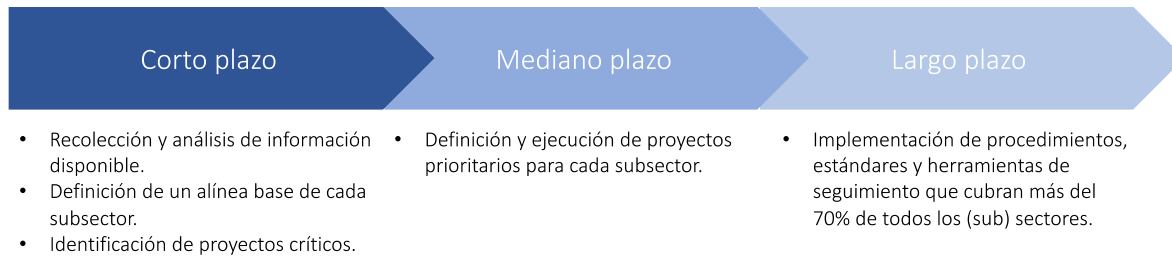 Corto plazo
Mediano plazo
Largo plazo
• Recolección y análisis de información
disponible.
• Definición de un alínea base de cada
subsector.
• Identificación de proyectos críticos.
• Definición y ejecución de proyectos
prioritarios para cada subsector.
• Implementación de procedimientos,
estándares y herramientas de
seguimiento que cubran más del
70% de todos los (sub) sectores.